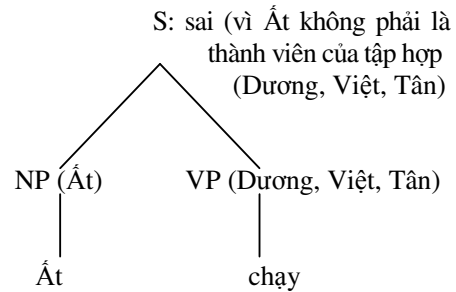 S: sai (vì Ất không phải là
thành viên của tập hợp
(Dương, Việt, Tân)
NP (Ất) VP (Dương, Việt, Tân)
Ất chạy